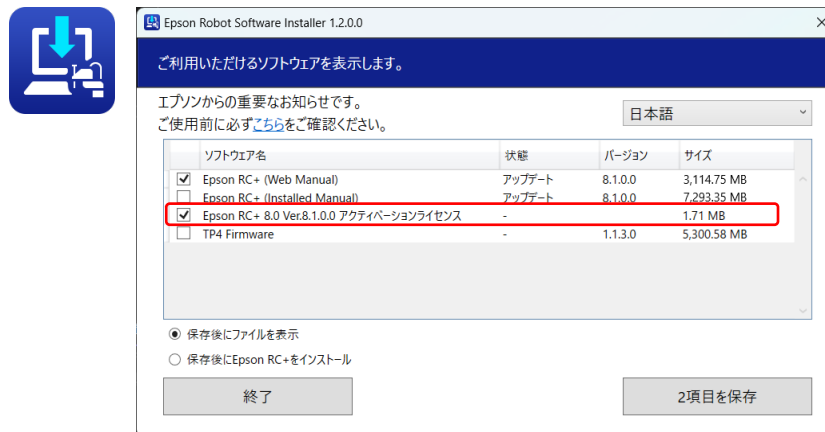 Epson Robot Software Installer 1.2.0.0
ご利用いただけるソフトウェアを表示します。
エプソンからの重要なお知らせです。
ご使用前に必ずこちらをご確認ください。
日本語
ソフトウェア名 状態 バージョン サイズ
Epson RC+ (Web Manual) アップデート 8.1.0.0 3,114.75 MB
Epson RC+ (Installed Manual) アップデート 8.1.0.0 7,293.35 MB
Epson RC+ 8.0 Ver.8.1.0.0 アクティベーションライセンス - 1.71 MB
TP4 Firmware - 1.1.3.0 5,300.58 MB
保存後にファイルを表示
保存後にEpson RC+をインストール
終了
2項目を保存